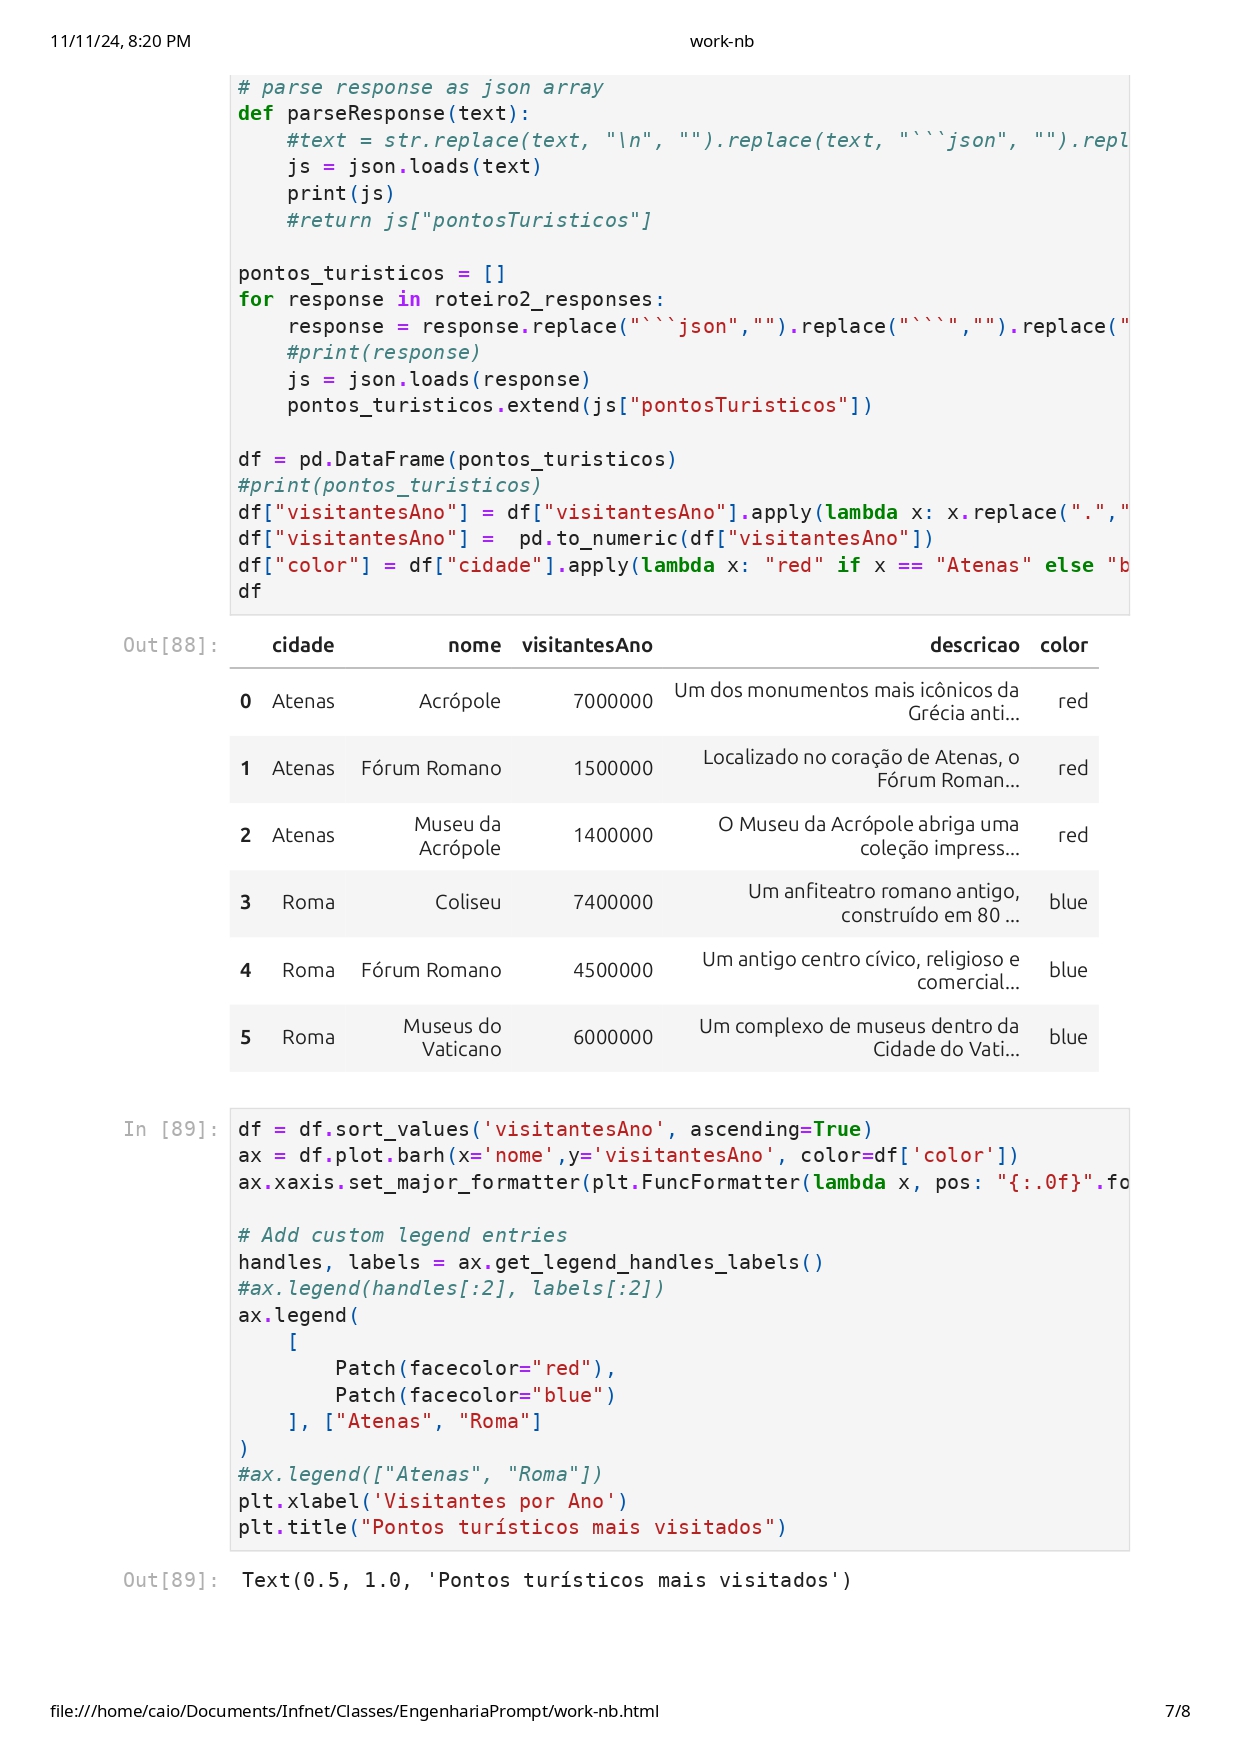 11/11/24, 8:20 PM work-nb
# parse response as json array
def parseResponse(text):
    #text = str.replace(text, "\n", "").replace(text, "```json", "").repl
    js = json.loads(text)
    print(js)
    #return js["pontosTuristicos"]
pontos_turisticos = []
for response in roteiro2_responses:
    response = response.replace("```json","").replace("```","").replace("
    #print(response)
    js = json.loads(response)
    pontos_turisticos.extend(js["pontosTuristicos"])
df = pd.DataFrame(pontos_turisticos)
#print(pontos_turisticos)
df["visitantesAno"] = df["visitantesAno"].apply(lambda x: x.replace(".","
df["visitantesAno"] =  pd.to_numeric(df["visitantesAno"])
df["color"] = df["cidade"].apply(lambda x: "red" if x == "Atenas" else "b
df
Out[88]: cidade nome visitantesAno descricao color
0 Atenas Acrópole 7000000 Um dos monumentos mais icônicos da
Grécia anti... red
1 Atenas Fórum Romano 1500000 Localizado no coração de Atenas, o
Fórum Roman... red
2 Atenas Museu da
Acrópole 1400000 O Museu da Acrópole abriga uma
coleção impress... red
3 Roma Coliseu 7400000 Um anfiteatro romano antigo,
construído em 80 ... blue
4 Roma Fórum Romano 4500000 Um antigo centro cívico, religioso e
comercial... blue
5 Roma Museus do
Vaticano 6000000 Um complexo de museus dentro da
Cidade do Vati... blue
In [89]: df = df.sort_values('visitantesAno', ascending=True)
ax = df.plot.barh(x='nome',y='visitantesAno', color=df['color'])
ax.xaxis.set_major_formatter(plt.FuncFormatter(lambda x, pos: "{:.0f}".fo
# Add custom legend entries
handles, labels = ax.get_legend_handles_labels()
#ax.legend(handles[:2], labels[:2])
ax.legend(
    [
        Patch(facecolor="red"),
        Patch(facecolor="blue")
    ], ["Atenas", "Roma"]
)
#ax.legend(["Atenas", "Roma"])
plt.xlabel('Visitantes por Ano')
plt.title("Pontos turísticos mais visitados")
Out[89]: Text(0.5, 1.0, 'Pontos turísticos mais visitados')
file:///home/caio/Documents/Infnet/Classes/EngenhariaPrompt/work-nb.html 7/8